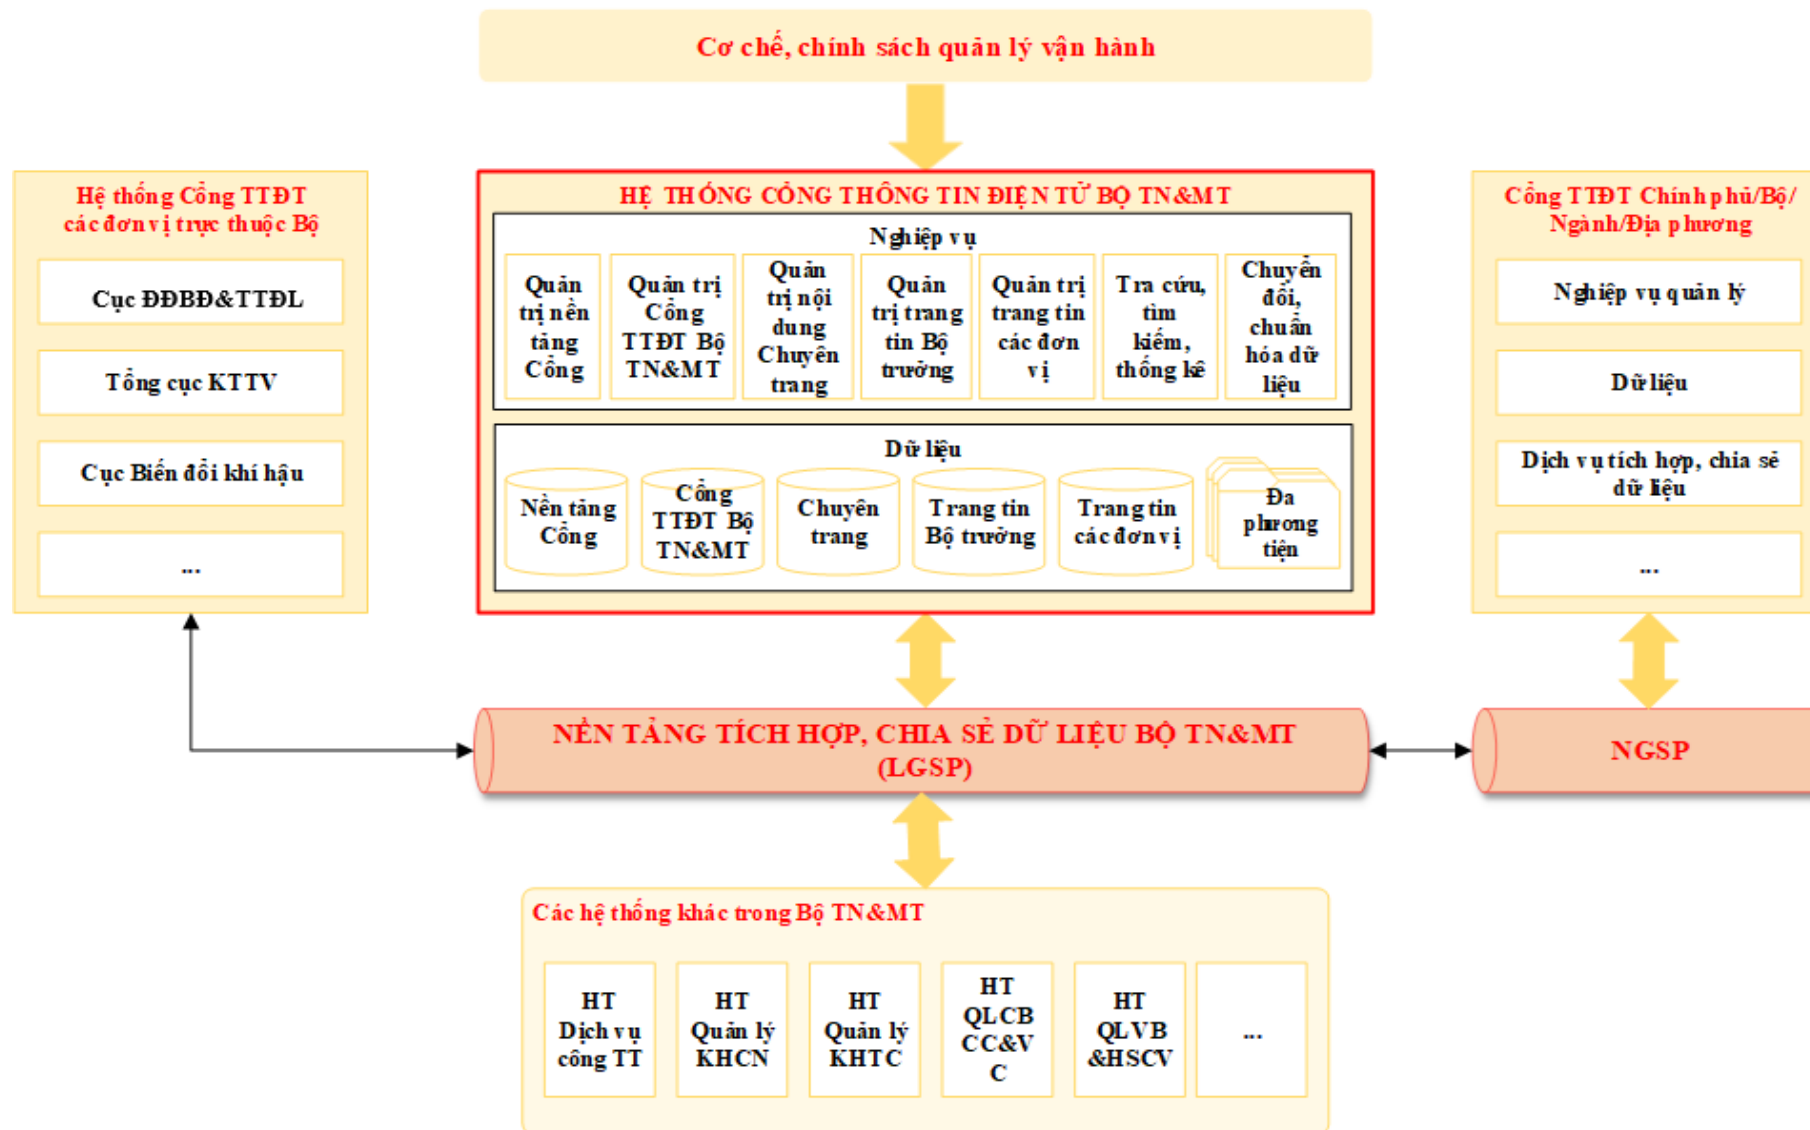 Cơ chế, chính sách quản lý vận hành
Hệ thống Cổng TTĐT
các đơn vị trực thuộc Bộ
Cục ĐĐBĐ&TTĐL
Tổng cục KTTV
Cục Biến đổi khí hậu
...
HỆ THỐNG CỔNG THÔNG TIN ĐIỆN TỬ BỘ TN&MT
Nghiệp vụ
Quản
trị nền
tảng
Cổng
Quản trị
Cổng
TTĐT Bộ
TN&MT
Quản
trị nội
dung
Chuyên
trang
Quản
trị trang
tin Bộ
trưởng
Quản trị
trang tin
các đơn
vị
Tra cứu,
tìm
kiếm,
thống kê
Chuyển
đổi,
chuẩn
hóa dữ
liệu
Dữ liệu
Nền tảng
Cổng
Cổng
TTĐT Bộ
TN&MT
Chuyên
trang
Trang tin
Bộ trưởng
Trang tin
các đơn vị
Đa
phương
tiện
Cổng TTĐT Chính phủ/Bộ/
Ngành/Địa phương
Nghiệp vụ quản lý
Dữ liệu
Dịch vụ tích hợp, chia sẻ
dữ liệu
...
NỀN TẢNG TÍCH HỢP, CHIA SẺ DỮ LIỆU BỘ TN&MT
(LGSP)
NGSP
Các hệ thống khác trong Bộ TN&MT
HT
Dịch vụ
công TT
HT
Quản lý
KHCN
HT
Quản lý
KHTC
HT
QLCB
CC&V
C
HT
QLVB
&HSCV
...